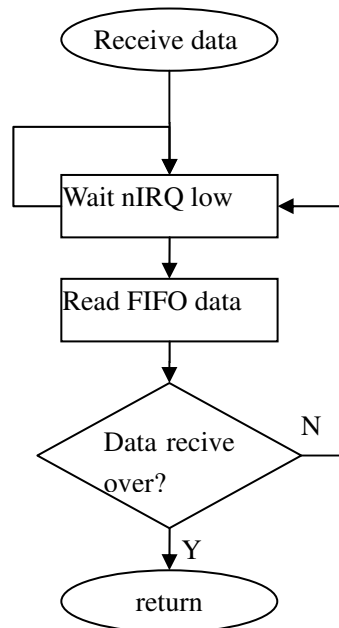 Receive data
Wait nIRQ low
Read FIFO data
Data recive
over?
N
Y
return